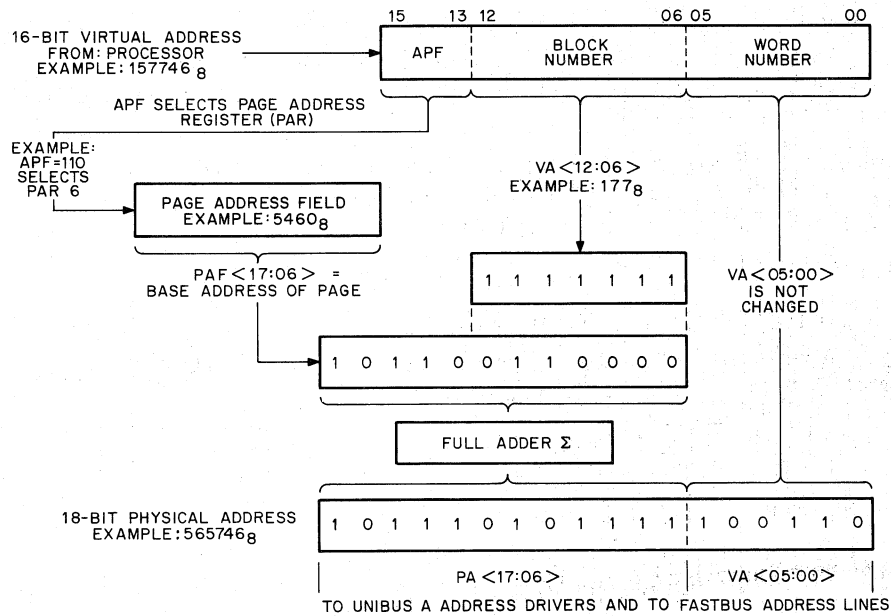 15 13 12 06 05 00
16-BIT VIRTUAL ADDRESS
FROM: PROCESSOR
EXAMPLE: 157746 8
APF
BLOCK
NUMBER
WORD
NUMBER
APF SELECTS PAGE ADDRESS
REGISTER (PAR)
EXAMPLE:
APF=110
SELECTS
PAR 6
VA <12:06>
EXAMPLE: 177 8
PAGE ADDRESS FIELD
EXAMPLE: 5460 8
PAF <17:06> =
BASE ADDRESS OF PAGE
1 1 1 1 1 1 1
VA <05:00>
IS NOT
CHANGED
1 0 1 1 0 0 1 1 0 0 0 0
FULL ADDER Σ
18-BIT PHYSICAL ADDRESS
EXAMPLE: 565746 8
1 0 1 1 1 0 1 0 1 1 1 1 1 0 0 1 1 0
PA <17:06> VA <05:00>
TO UNIBUS A ADDRESS DRIVERS AND TO FASTBUS ADDRESS LINES